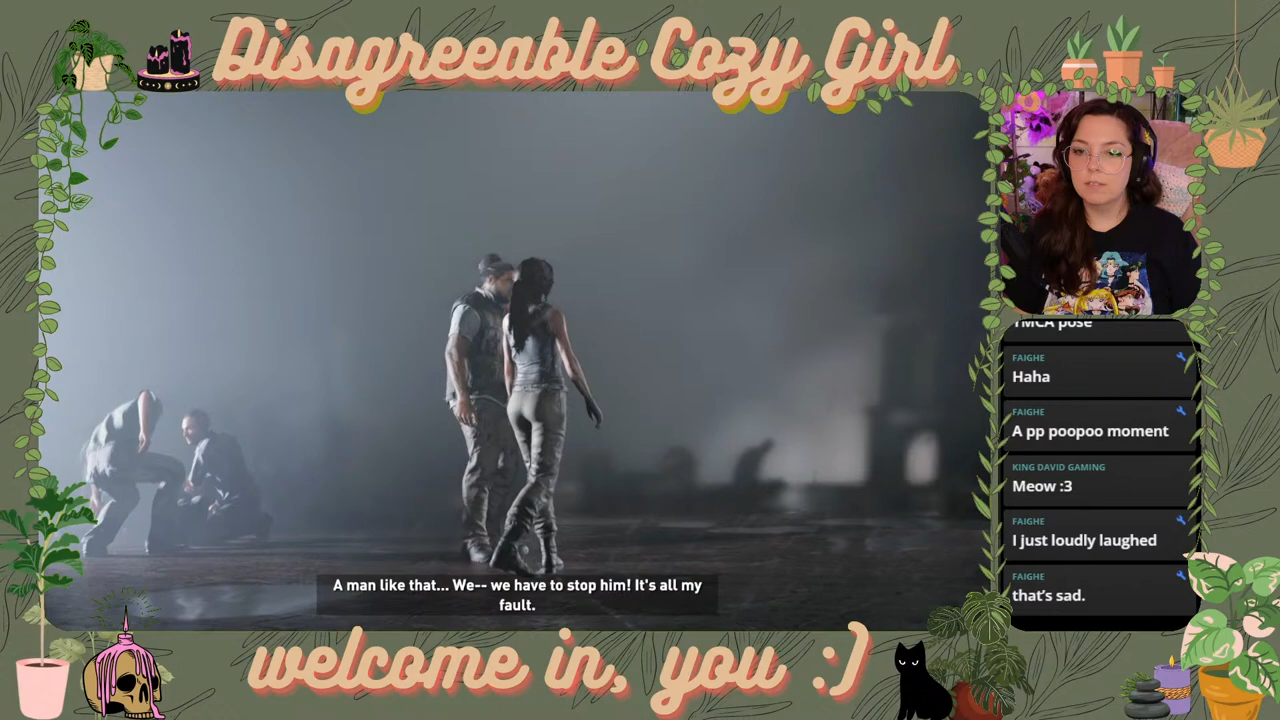 Disagreeable Cozy Girl
YMCA pose
FAIGHE
Haha
FAIGHE
A pp poopoo moment
KING DAVID GAMING
Meow :3
FAIGHE
I just loudly laughed
FAIGHE
that's sad.
A man like that... We-- we have to stop him! It's all my
fault.
welcome in, you :)